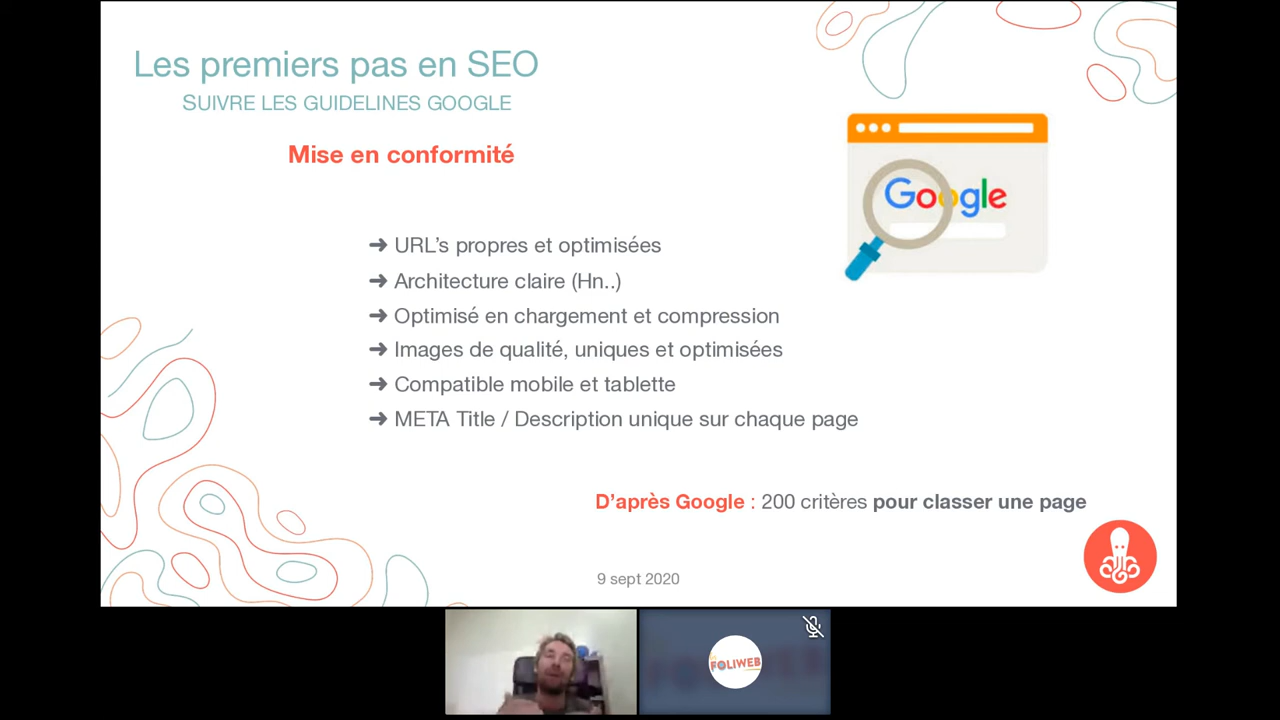 Les premiers pas en SEO
SUIVRE LES GUIDELINES GOOGLE
Mise en conformité
Google
➜ URL's propres et optimisées
➜ Architecture claire (Hn..)
➜ Optimisé en chargement et compression
➜ Images de qualité, uniques et optimisées
➜ Compatible mobile et tablette
➜ META Title / Description unique sur chaque page
D'après Google : 200 critères pour classer une page
9 sept 2020
FOLIWEB